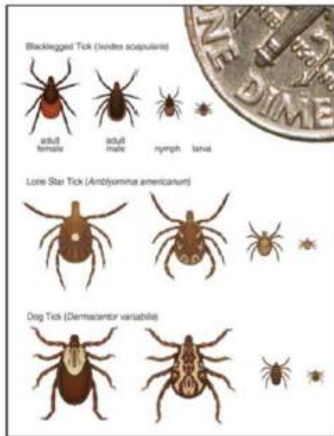 Blacklegged Tick (Ixodes scapularis)
ONE DIME
adult female
adult male
nymph
larva
Lone Star Tick (Amblyomma americanum)
Dog Tick (Dermacentor variabilis)